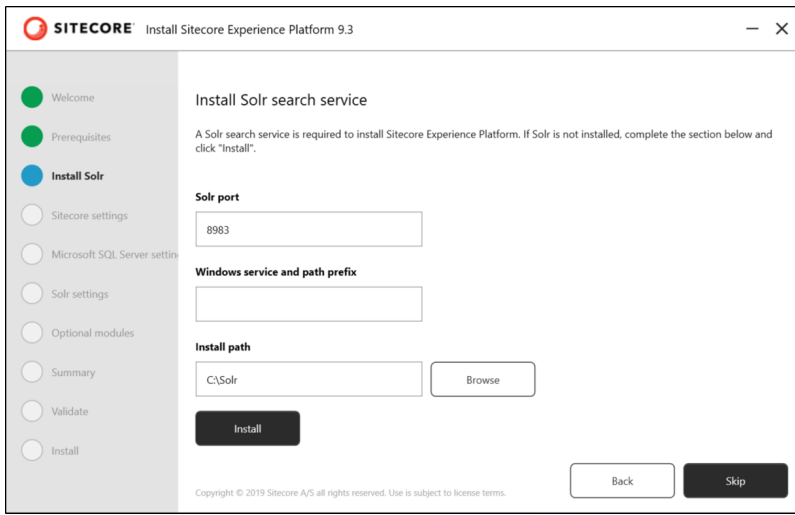 SITECORE Install Sitecore Experience Platform 9.3
Welcome
Prerequisites
Install Solr
Sitecore settings
Microsoft SQL Server settin
Solr settings
Optional modules
Summary
Validate
Install
Install Solr search service
A Solr search service is required to install Sitecore Experience Platform. If Solr is not installed, complete the section below and
click "Install".
Solr port
8983
Windows service and path prefix
Install path
C:\Solr
Browse
Install
Back
Skip
Copyright © 2019 Sitecore A/S all rights reserved. Use is subject to license terms.